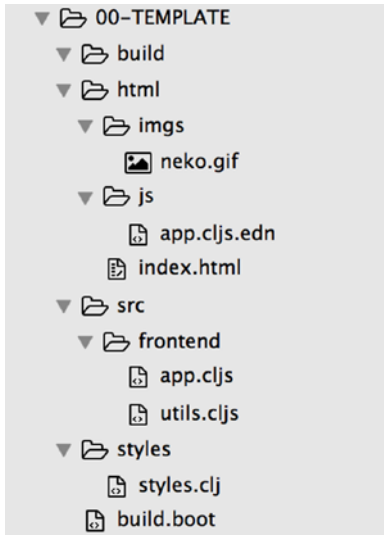 00-TEMPLATE
build
html
imgs
neko.gif
js
app.cljs.edn
index.html
src
frontend
app.cljs
utils.cljs
styles
styles.clj
build.boot